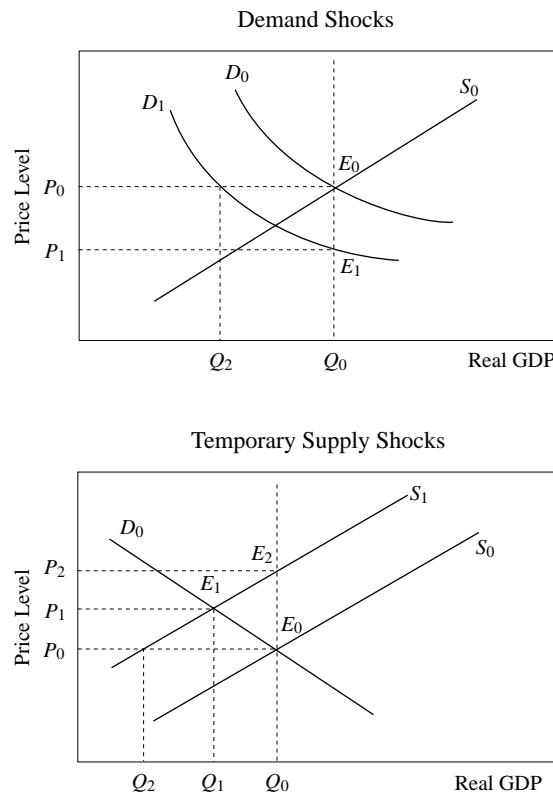 Demand Shocks
D0
D1
S0
E0
P0
Price Level
P1
E1
Q2 Q0 Real GDP
Temporary Supply Shocks
S1
D0
S0
E2
P2
E1
P1
E0
P0
Price Level
Q2 Q1 Q0 Real GDP